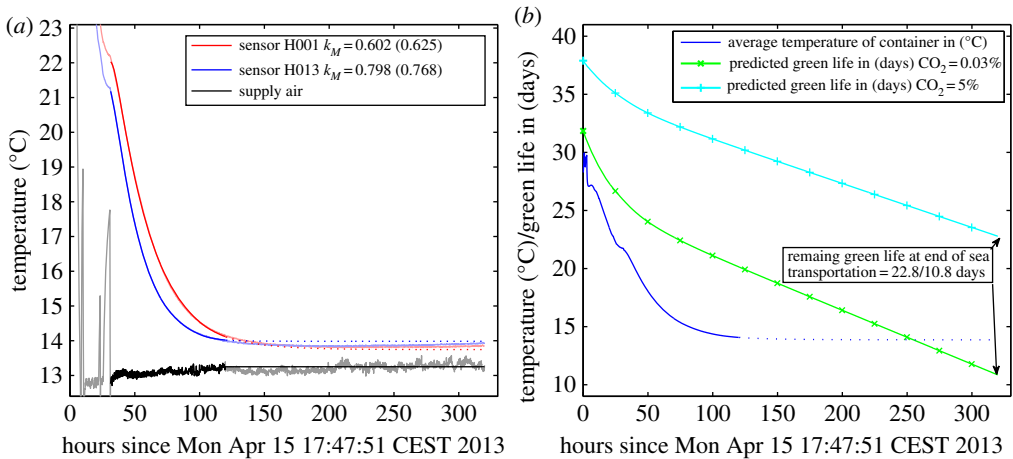 (a)
23
22
21
20
19
18
17
16
15
14
13
temperature (°C)
sensor H001 kM = 0.602 (0.625)
sensor H013 kM = 0.798 (0.768)
supply air
0 50 100 150 200 250 300
hours since Mon Apr 15 17:47:51 CEST 2013
(b)
40
35
30
25
20
15
10
temperature (°C)/green life in (days)
average temperature of container in (°C)
predicted green life in (days) CO2 = 0.03%
predicted green life in (days) CO2 = 5%
remaing green life at end of sea
transportation = 22.8/10.8 days
0 50 100 150 200 250 300
hours since Mon Apr 15 17:47:51 CEST 2013